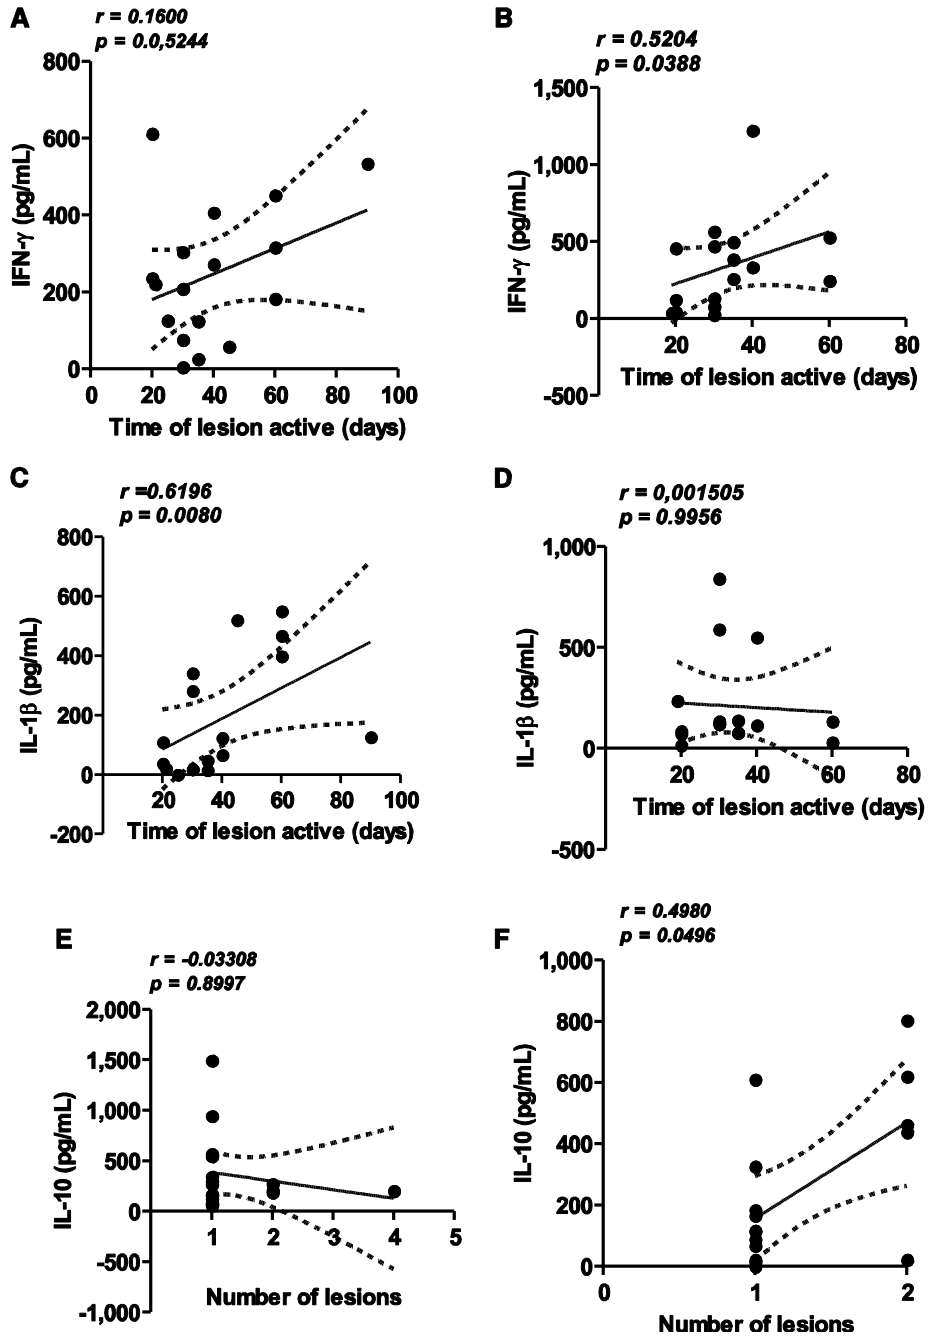 A
r = 0.1600
p = 0.0,5244
800
600
400
200
0
IFN-γ (pg/mL)
0 20 40 60 80 100
Time of lesion active (days)
B
r = 0.5204
p = 0.0388
1,500
1,000
500
0
-500
IFN-γ (pg/mL)
20 40 60 80
Time of lesion active (days)
C
r =0.6196
p = 0.0080
800
600
400
200
0
-200
IL-1β (pg/mL)
20 40 60 80 100
Time of lesion active (days)
D
r = 0,001505
p = 0.9956
1,000
500
0
-500
IL-1β (pg/mL)
20 40 60 80
Time of lesion active (days)
E
r = -0.03308
p = 0.8997
2,000
1,500
1,000
500
0
-500
-1,000
IL-10 (pg/mL)
1 2 3 4 5
Number of lesions
F
r = 0.4980
p = 0.0496
1,000
800
600
400
200
0
IL-10 (pg/mL)
0 1 2
Number of lesions